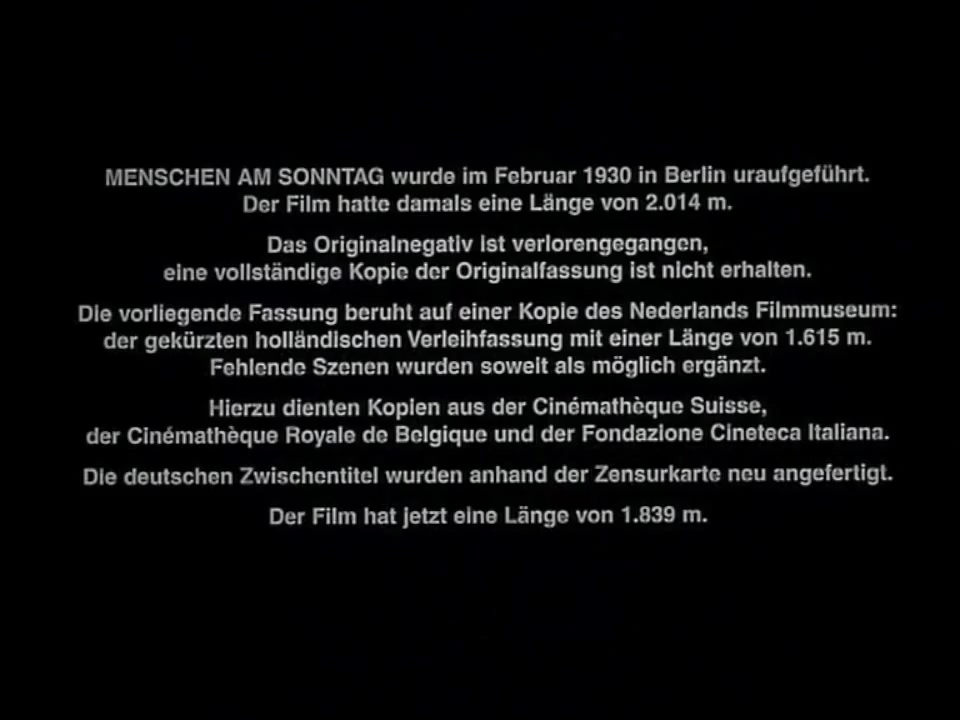 MENSCHEN AM SONNTAG wurde im Februar 1930 in Berlin uraufgeführt.
Der Film hatte damals eine Länge von 2.014 m.
Das Originalnegativ ist verlorengegangen,
eine vollständige Kopie der Originalfassung ist nicht erhalten.
Die vorliegende Fassung beruht auf einer Kopie des Nederlands Filmmuseum:
der gekürzten holländischen Verleihfassung mit einer Länge von 1.615 m.
Fehlende Szenen wurden soweit als möglich ergänzt.
Hierzu dienten Kopien aus der Cinémathèque Suisse,
der Cinémathèque Royale de Belgique und der Fondazione Cineteca Italiana.
Die deutschen Zwischentitel wurden anhand der Zensurkarte neu angefertigt.
Der Film hat jetzt eine Länge von 1.839 m.